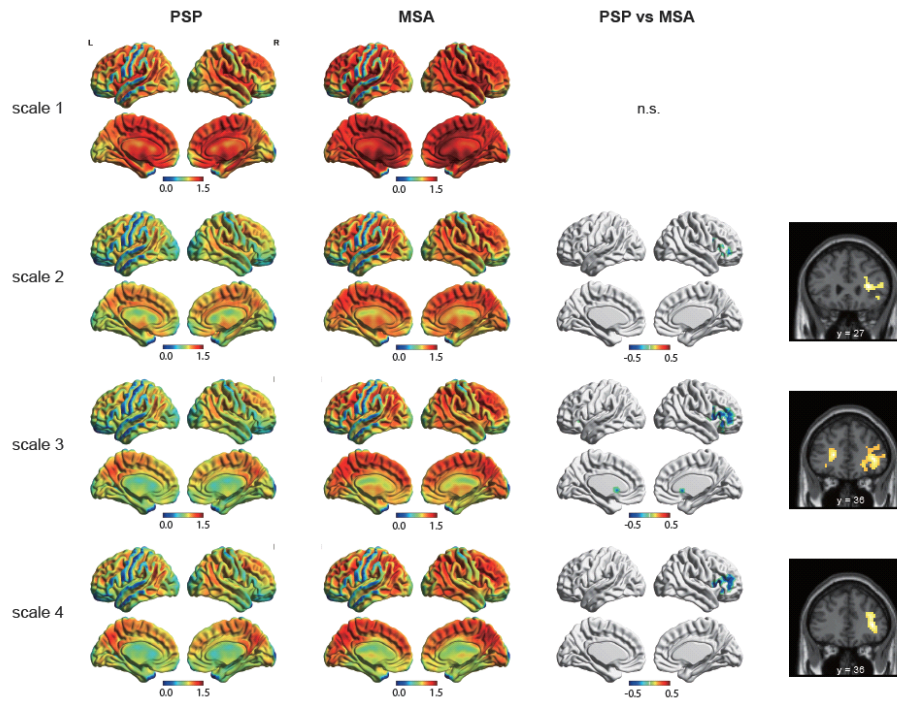 PSP MSA PSP vs MSA
L R
scale 1
n.s.
0.0 1.5 0.0 1.5
scale 2
y = 27
0.0 1.5 0.0 1.5 -0.5 0.5
scale 3
y = 36
0.0 1.5 0.0 1.5 -0.5 0.5
scale 4
y = 36
0.0 1.5 0.0 1.5 -0.5 0.5